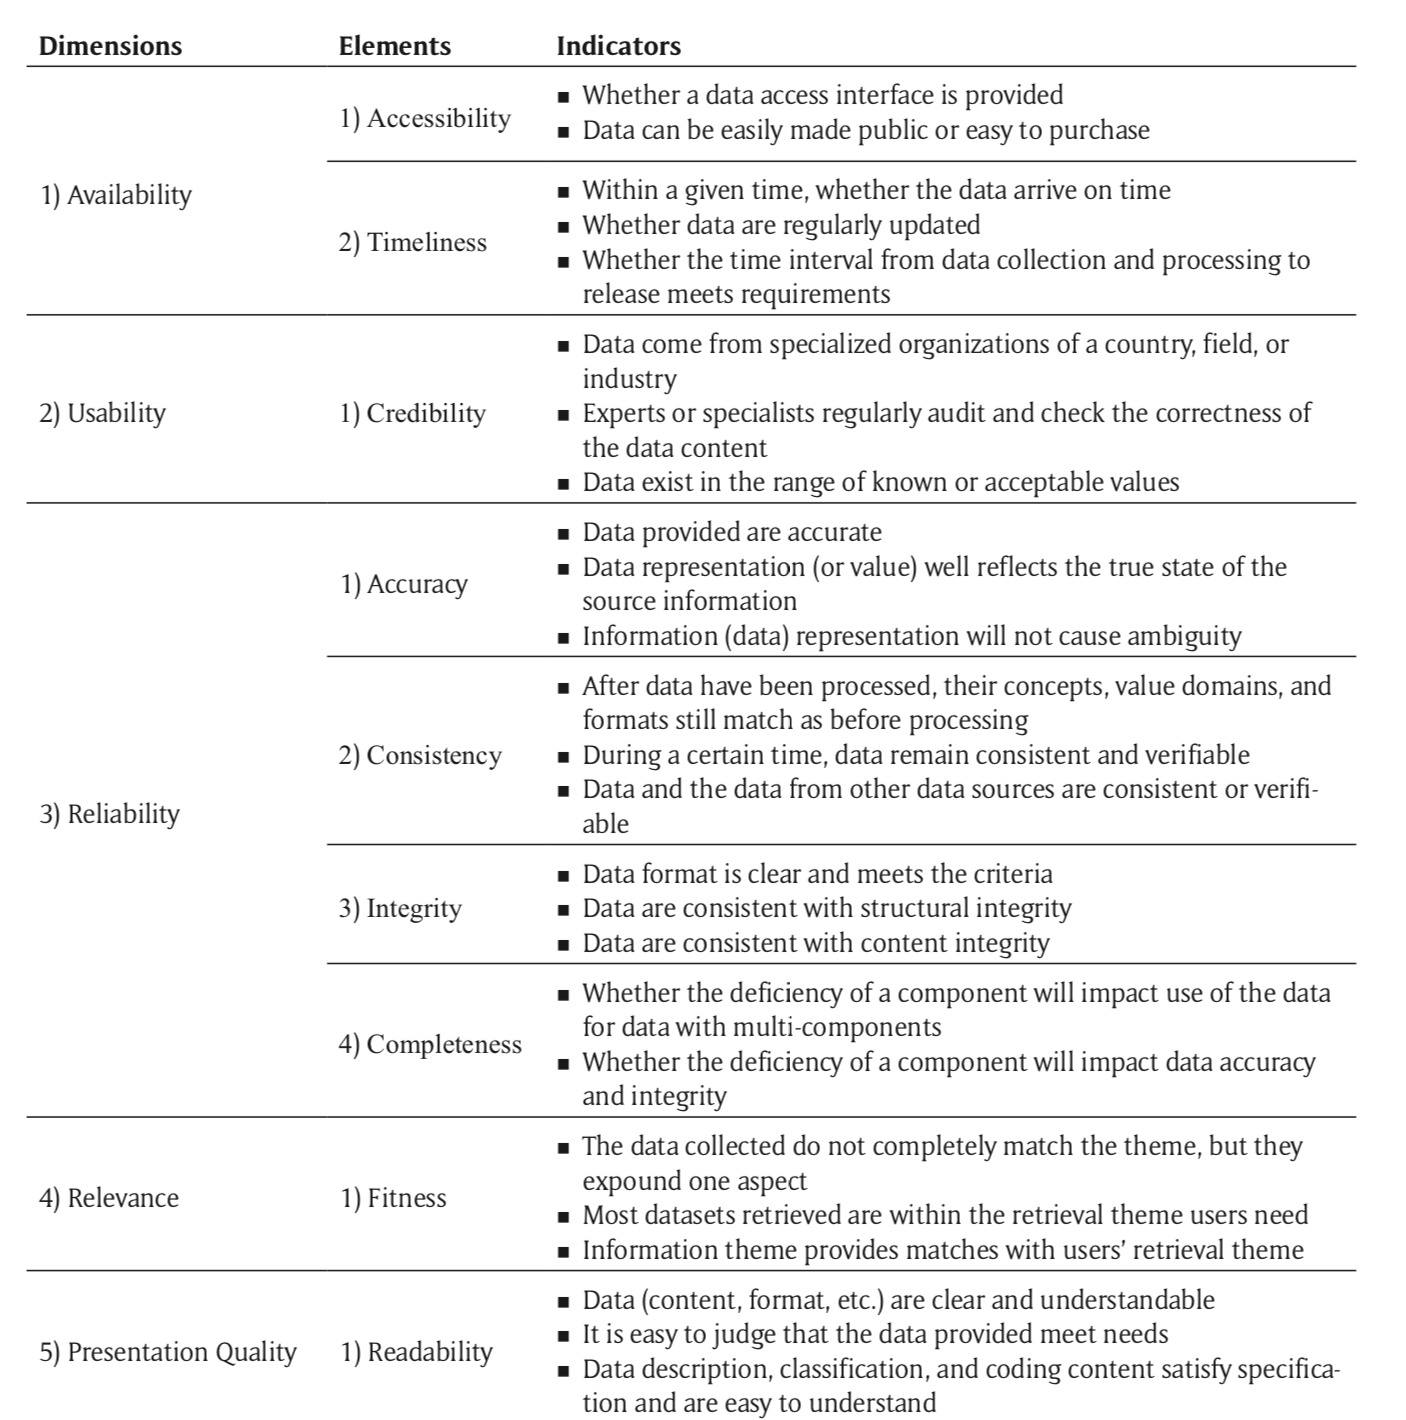 Dimensions Elements Indicators
1) Availability
1) Accessibility
■ Whether a data access interface is provided
■ Data can be easily made public or easy to purchase
2) Timeliness
■ Within a given time, whether the data arrive on time
■ Whether data are regularly updated
■ Whether the time interval from data collection and processing to
release meets requirements
2) Usability
1) Credibility
■ Data come from specialized organizations of a country, field, or
industry
■ Experts or specialists regularly audit and check the correctness of
the data content
■ Data exist in the range of known or acceptable values
3) Reliability
1) Accuracy
■ Data provided are accurate
■ Data representation (or value) well reflects the true state of the
source information
■ Information (data) representation will not cause ambiguity
2) Consistency
■ After data have been processed, their concepts, value domains, and
formats still match as before processing
■ During a certain time, data remain consistent and verifiable
■ Data and the data from other data sources are consistent or verifi-
able
3) Integrity
■ Data format is clear and meets the criteria
■ Data are consistent with structural integrity
■ Data are consistent with content integrity
4) Completeness
■ Whether the deficiency of a component will impact use of the data
for data with multi-components
■ Whether the deficiency of a component will impact data accuracy
and integrity
4) Relevance
1) Fitness
■ The data collected do not completely match the theme, but they
expound one aspect
■ Most datasets retrieved are within the retrieval theme users need
■ Information theme provides matches with users’ retrieval theme
5) Presentation Quality
1) Readability
■ Data (content, format, etc.) are clear and understandable
■ It is easy to judge that the data provided meet needs
■ Data description, classification, and coding content satisfy specifica-
tion and are easy to understand